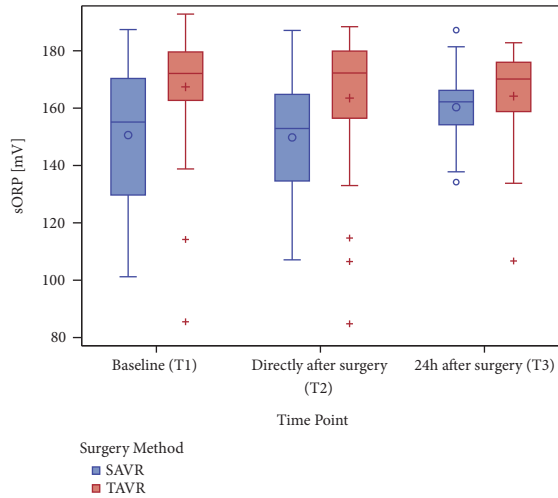 sORP [mV]
180
160
140
120
100
80
Baseline (T1)
Directly after surgery
(T2)
24h after surgery (T3)
Time Point
Surgery Method
SAVR
TAVR